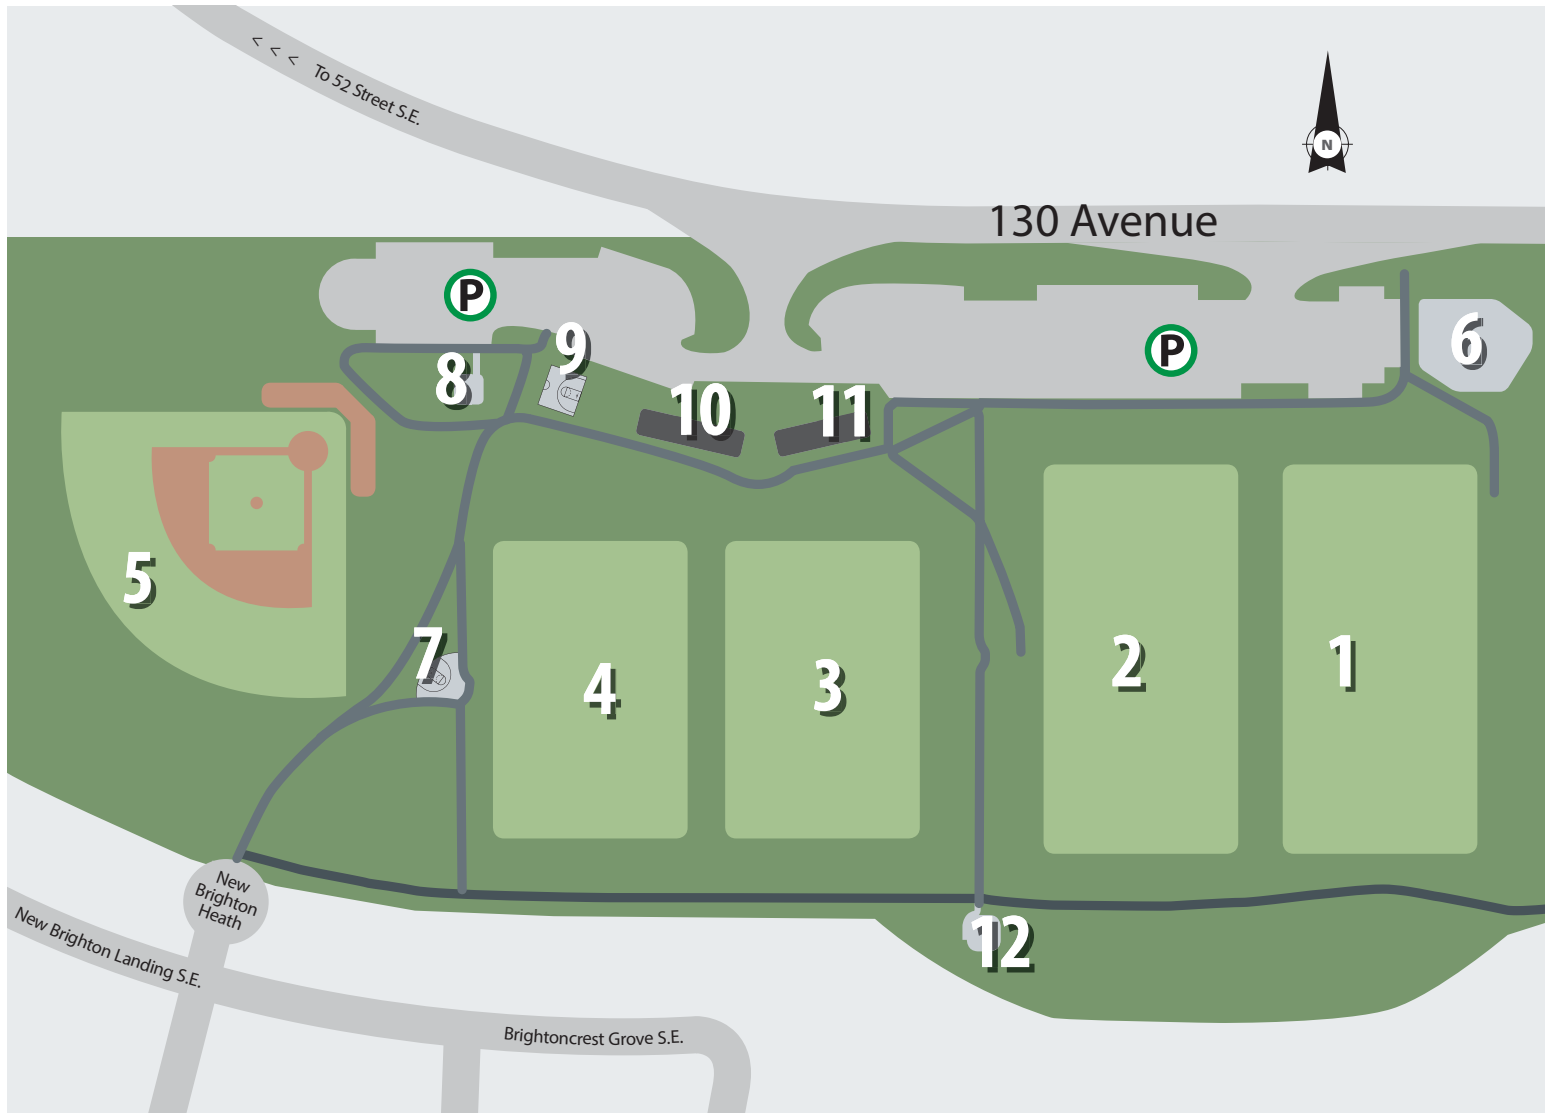 < < < To 52 Street S.E.
N
130 Avenue
P
P
9
6
8
10
11
5
7
4
3
2
1
New
Brighton
Heath
12
New Brighton Landing S.E.
Brightoncrest Grove S.E.